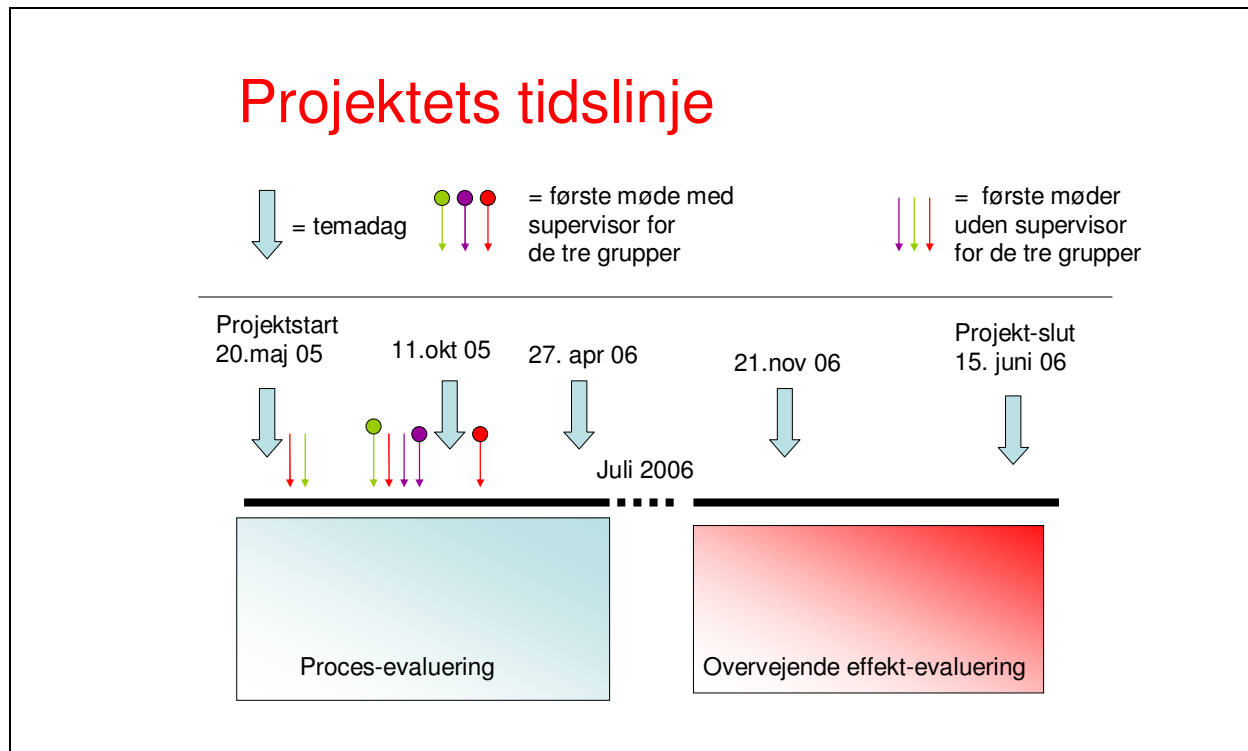 Projektets tidslinje
= temadag
= første møde med
supervisor for
de tre grupper
= første møder
uden supervisor
for de tre grupper
Projektstart
20.maj 05
11.okt 05
27. apr 06
21.nov 06
Projekt-slut
15. juni 06
Juli 2006
Proces-evaluering
Overvejende effekt-evaluering